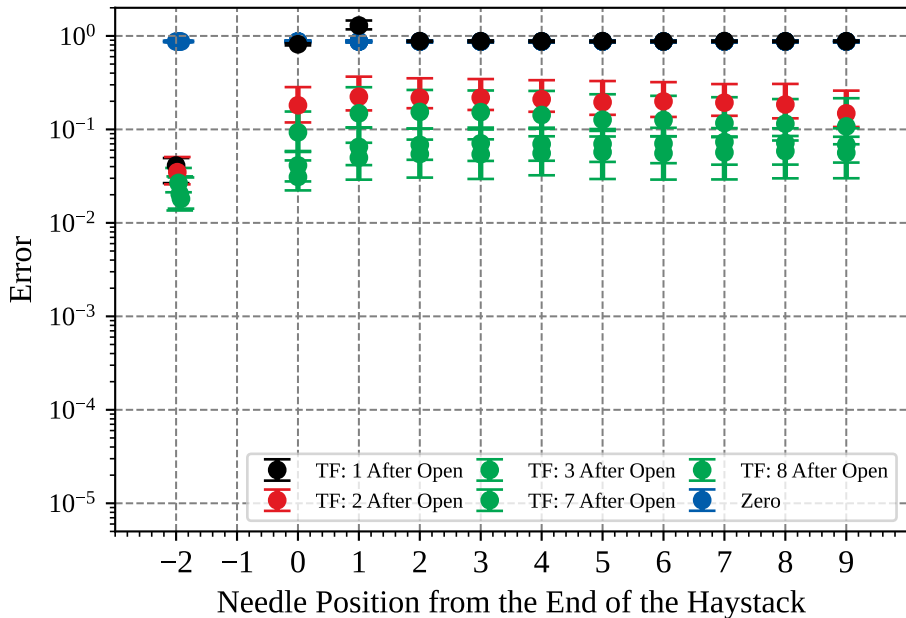 10⁰
10⁻¹
10⁻²
10⁻³
10⁻⁴
10⁻⁵
Error
TF: 1 After Open
TF: 2 After Open
TF: 3 After Open
TF: 7 After Open
TF: 8 After Open
Zero
−2 −1 0 1 2 3 4 5 6 7 8 9
Needle Position from the End of the Haystack